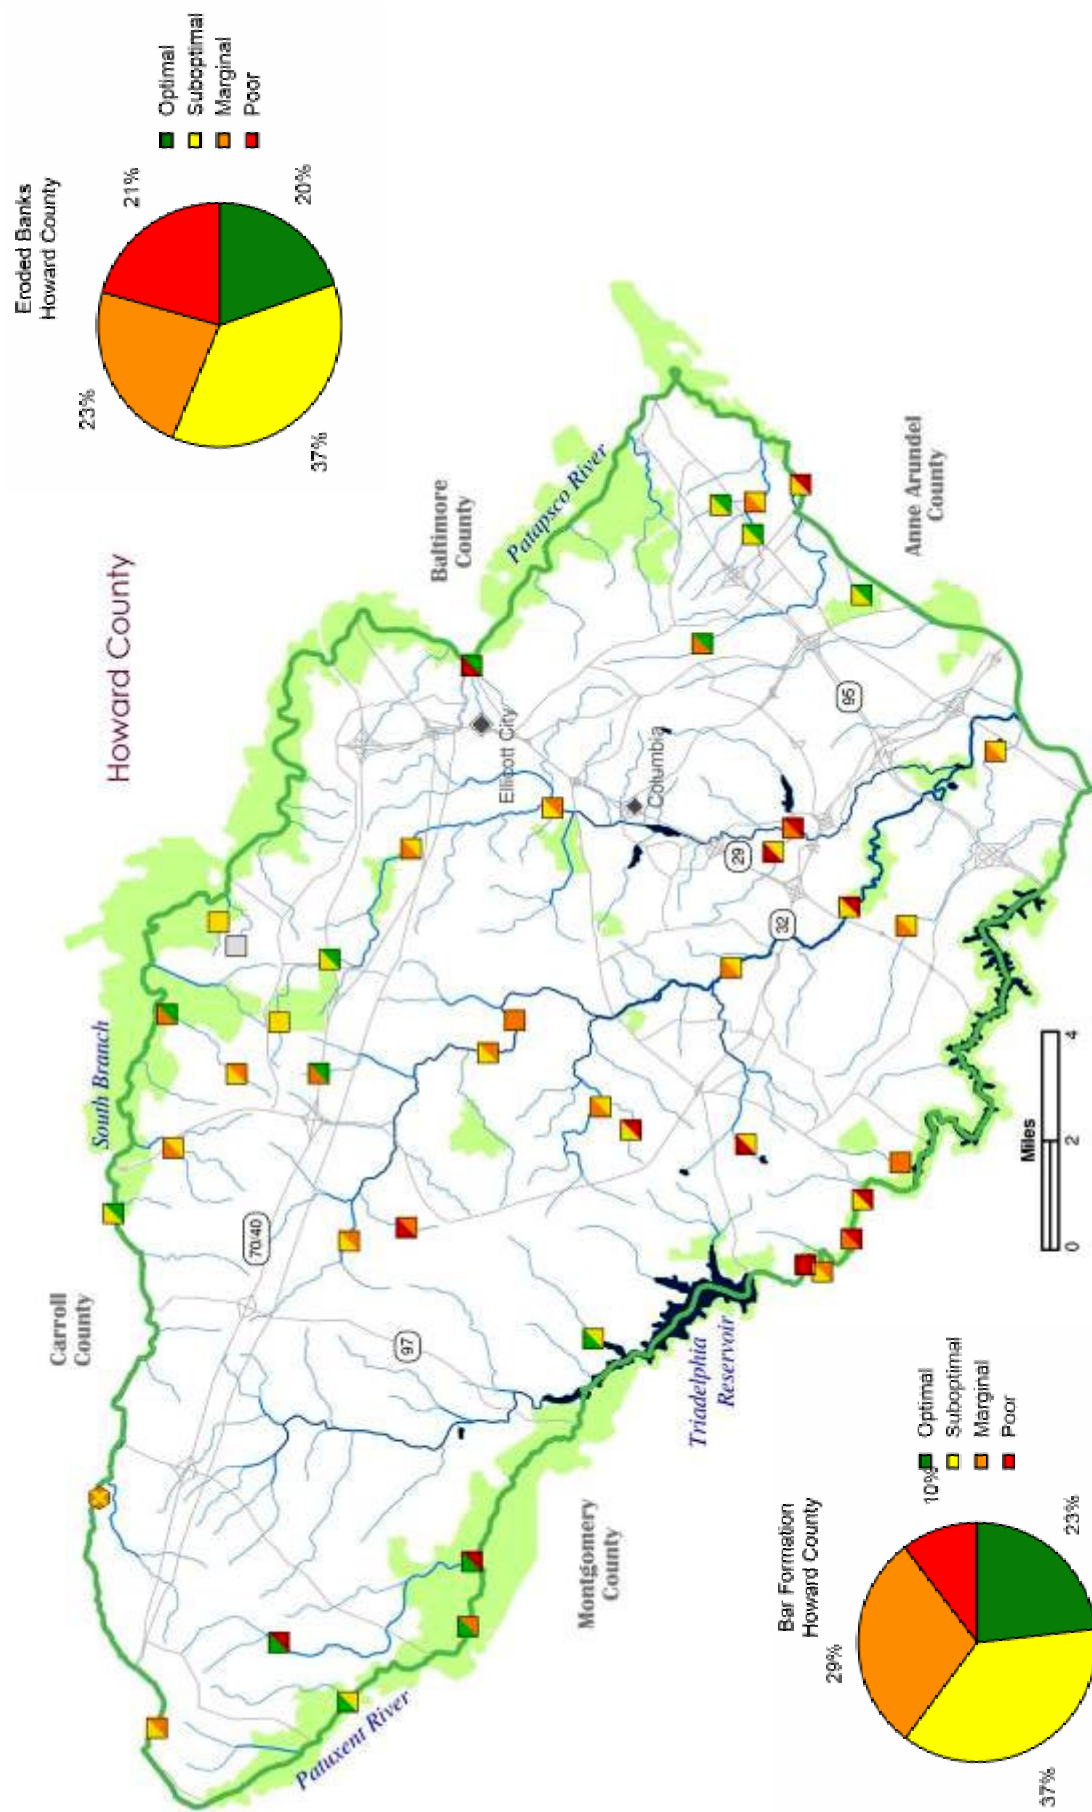 Howard County
Eroded Banks
Howard County
21%
20%
23%
37%
Optimal
Suboptimal
Marginal
Poor
Carroll
County
South Branch
Baltimore
County
Patapsco River
70/40
97
Ellicott City
Columbia
29
32
95
Anne Arundel
County
Patuxent River
Montgomery
County
Triadelphia
Reservoir
Miles
0
2
4
Bar Formation
Howard County
29%
10%
37%
23%
Optimal
Suboptimal
Marginal
Poor